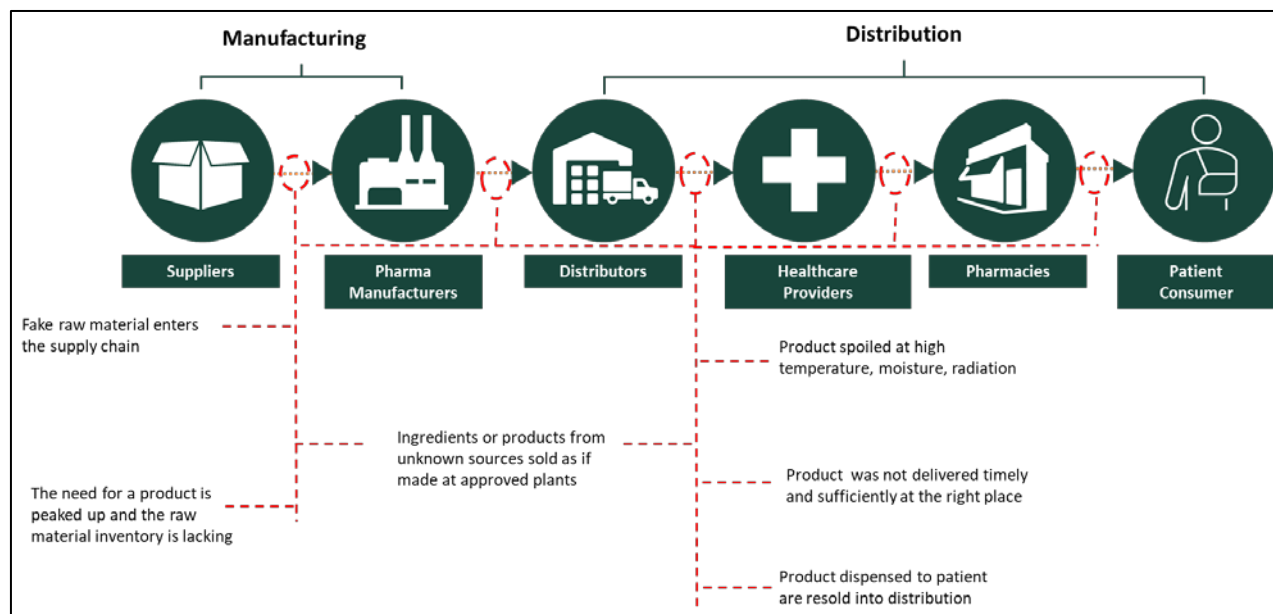 Manufacturing
Distribution
Suppliers
Pharma
Manufacturers
Distributors
Healthcare
Providers
Pharmacies
Patient
Consumer
Fake raw material enters
the supply chain
Product spoiled at high
temperature, moisture, radiation
Ingredients or products from
unknown sources sold as if
made at approved plants
The need for a product is
peaked up and the raw
material inventory is lacking
Product was not delivered timely
and sufficiently at the right place
Product dispensed to patient
are resold into distribution